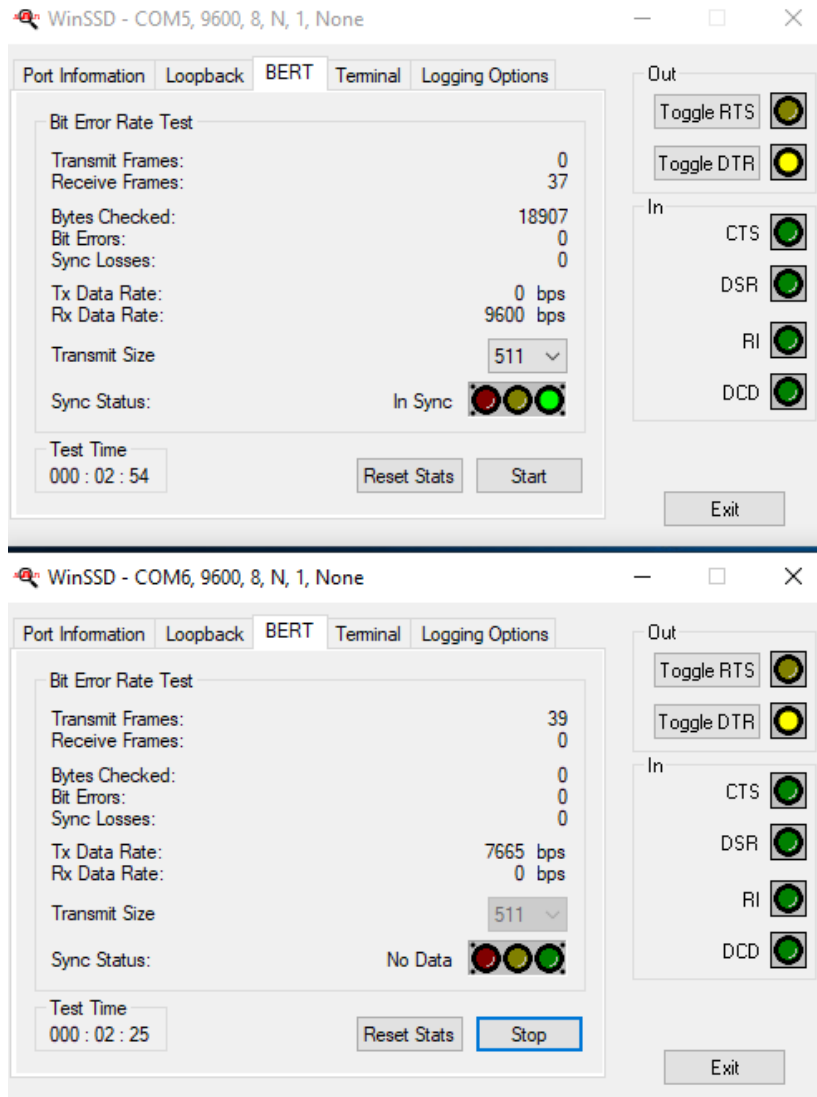 WinSSD - COM5, 9600, 8, N, 1, None
Port Information Loopback BERT Terminal Logging Options
Bit Error Rate Test
Transmit Frames: 0
Receive Frames: 37
Bytes Checked: 18907
Bit Errors: 0
Sync Losses: 0
Tx Data Rate: 0 bps
Rx Data Rate: 9600 bps
Transmit Size 511
Sync Status: In Sync
Test Time
000 : 02 : 54
Reset Stats Start
Out
Toggle RTS
Toggle DTR
In
CTS
DSR
RI
DCD
Exit
WinSSD - COM6, 9600, 8, N, 1, None
Port Information Loopback BERT Terminal Logging Options
Bit Error Rate Test
Transmit Frames: 39
Receive Frames: 0
Bytes Checked: 0
Bit Errors: 0
Sync Losses: 0
Tx Data Rate: 7665 bps
Rx Data Rate: 0 bps
Transmit Size 511
Sync Status: No Data
Test Time
000 : 02 : 25
Reset Stats Stop
Out
Toggle RTS
Toggle DTR
In
CTS
DSR
RI
DCD
Exit